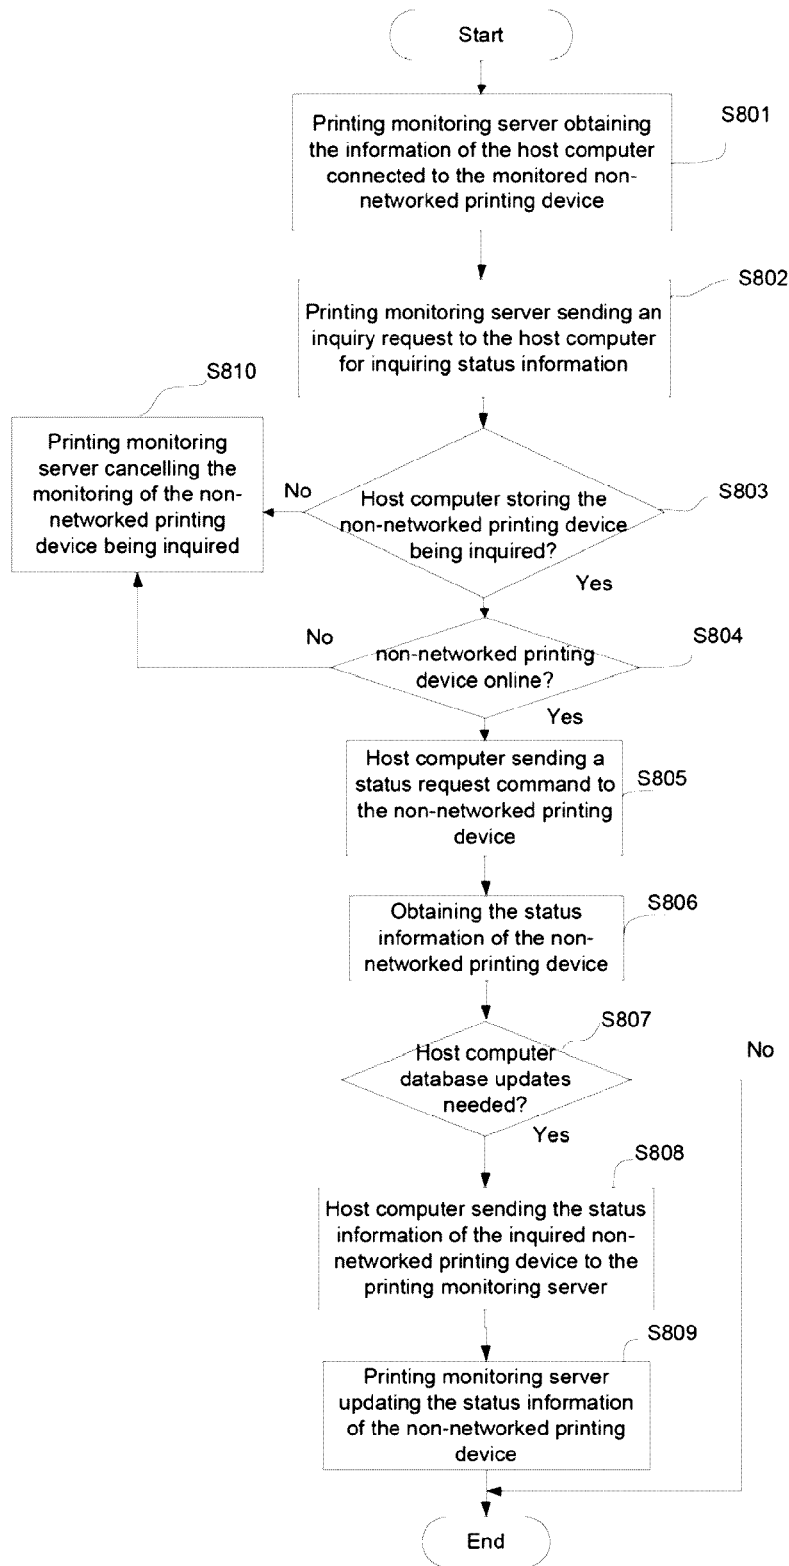 Start
S801
Printing monitoring server obtaining
the information of the host computer
connected to the monitored non-
networked printing device
S802
Printing monitoring server sending an
inquiry request to the host computer
for inquiring status information
S810
Printing monitoring
server cancelling the
monitoring of the non-
networked printing
device being inquired
No
S803
Host computer storing the
non-networked printing device
being inquired?
Yes
No
S804
non-networked printing
device online?
Yes
Host computer sending a
status request command to
the non-networked printing
device
S805
S806
Obtaining the status
information of the non-
networked printing device
S807
Host computer
database updates
needed?
No
Yes
S808
Host computer sending the status
information of the inquired non-
networked printing device to the
printing monitoring server
S809
Printing monitoring server
updating the status information
of the non-networked printing
device
End